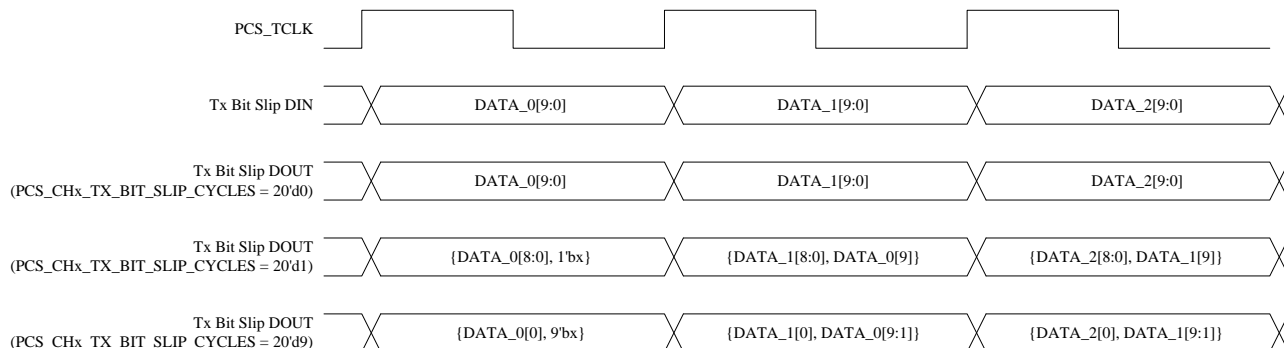 PCS_TCLK
Tx Bit Slip DIN
DATA_0[9:0]
DATA_1[9:0]
DATA_2[9:0]
Tx Bit Slip DOUT
(PCS_CHx_TX_BIT_SLIP_CYCLES = 20'd0)
DATA_0[9:0]
DATA_1[9:0]
DATA_2[9:0]
Tx Bit Slip DOUT
(PCS_CHx_TX_BIT_SLIP_CYCLES = 20'd1)
{DATA_0[8:0], 1'bx}
{DATA_1[8:0], DATA_0[9]}
{DATA_2[8:0], DATA_1[9]}
Tx Bit Slip DOUT
(PCS_CHx_TX_BIT_SLIP_CYCLES = 20'd9)
{DATA_0[0], 9'bx}
{DATA_1[0], DATA_0[9:1]}
{DATA_2[0], DATA_1[9:1]}